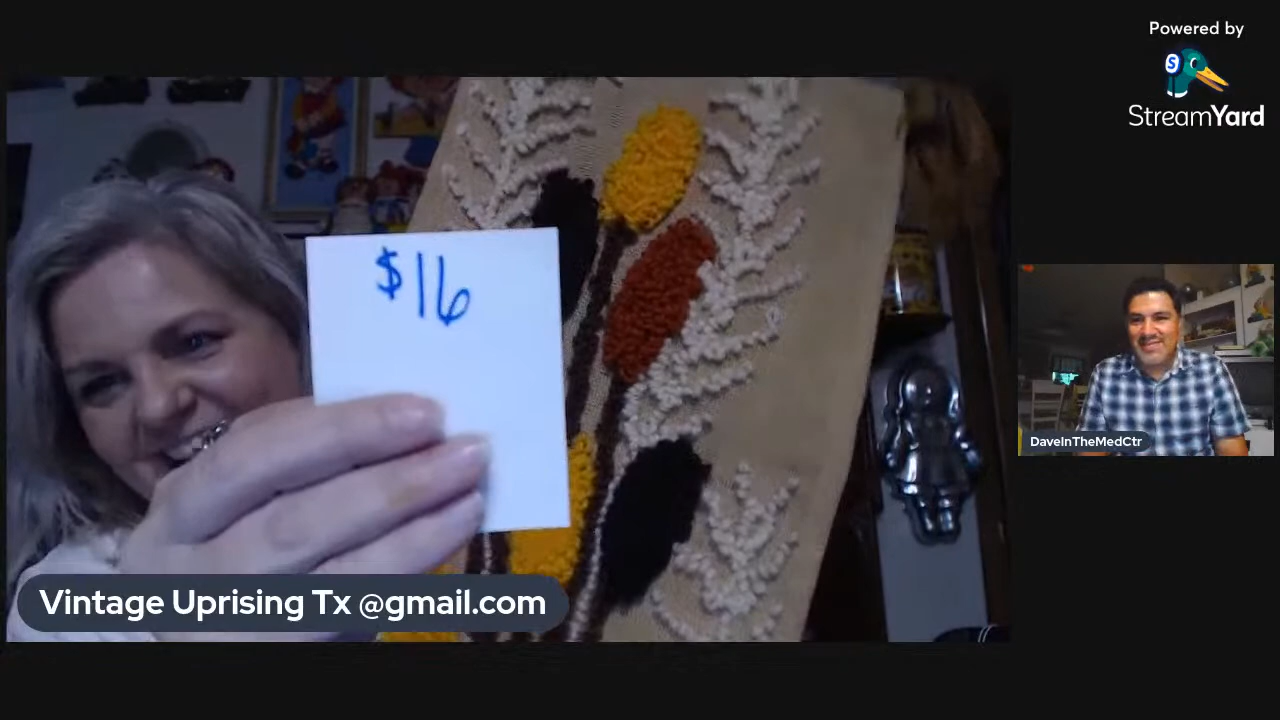 Powered by
StreamYard
$16
DaveInTheMedCtr
Vintage Uprising Tx @gmail.com